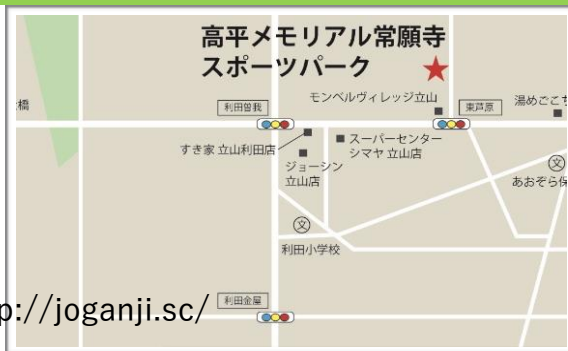 高平メモリアル常願寺
スポーツパーク
橋
利田曽我
モンベルヴィレッジ立山
東芦原
湯めごこち
すき家 立山利田店
スーパーセンター
シマヤ 立山店
ジョーシン
立山店
文
あおぞら保
文
利田小学校
利田金屋
p://joganji.sc/